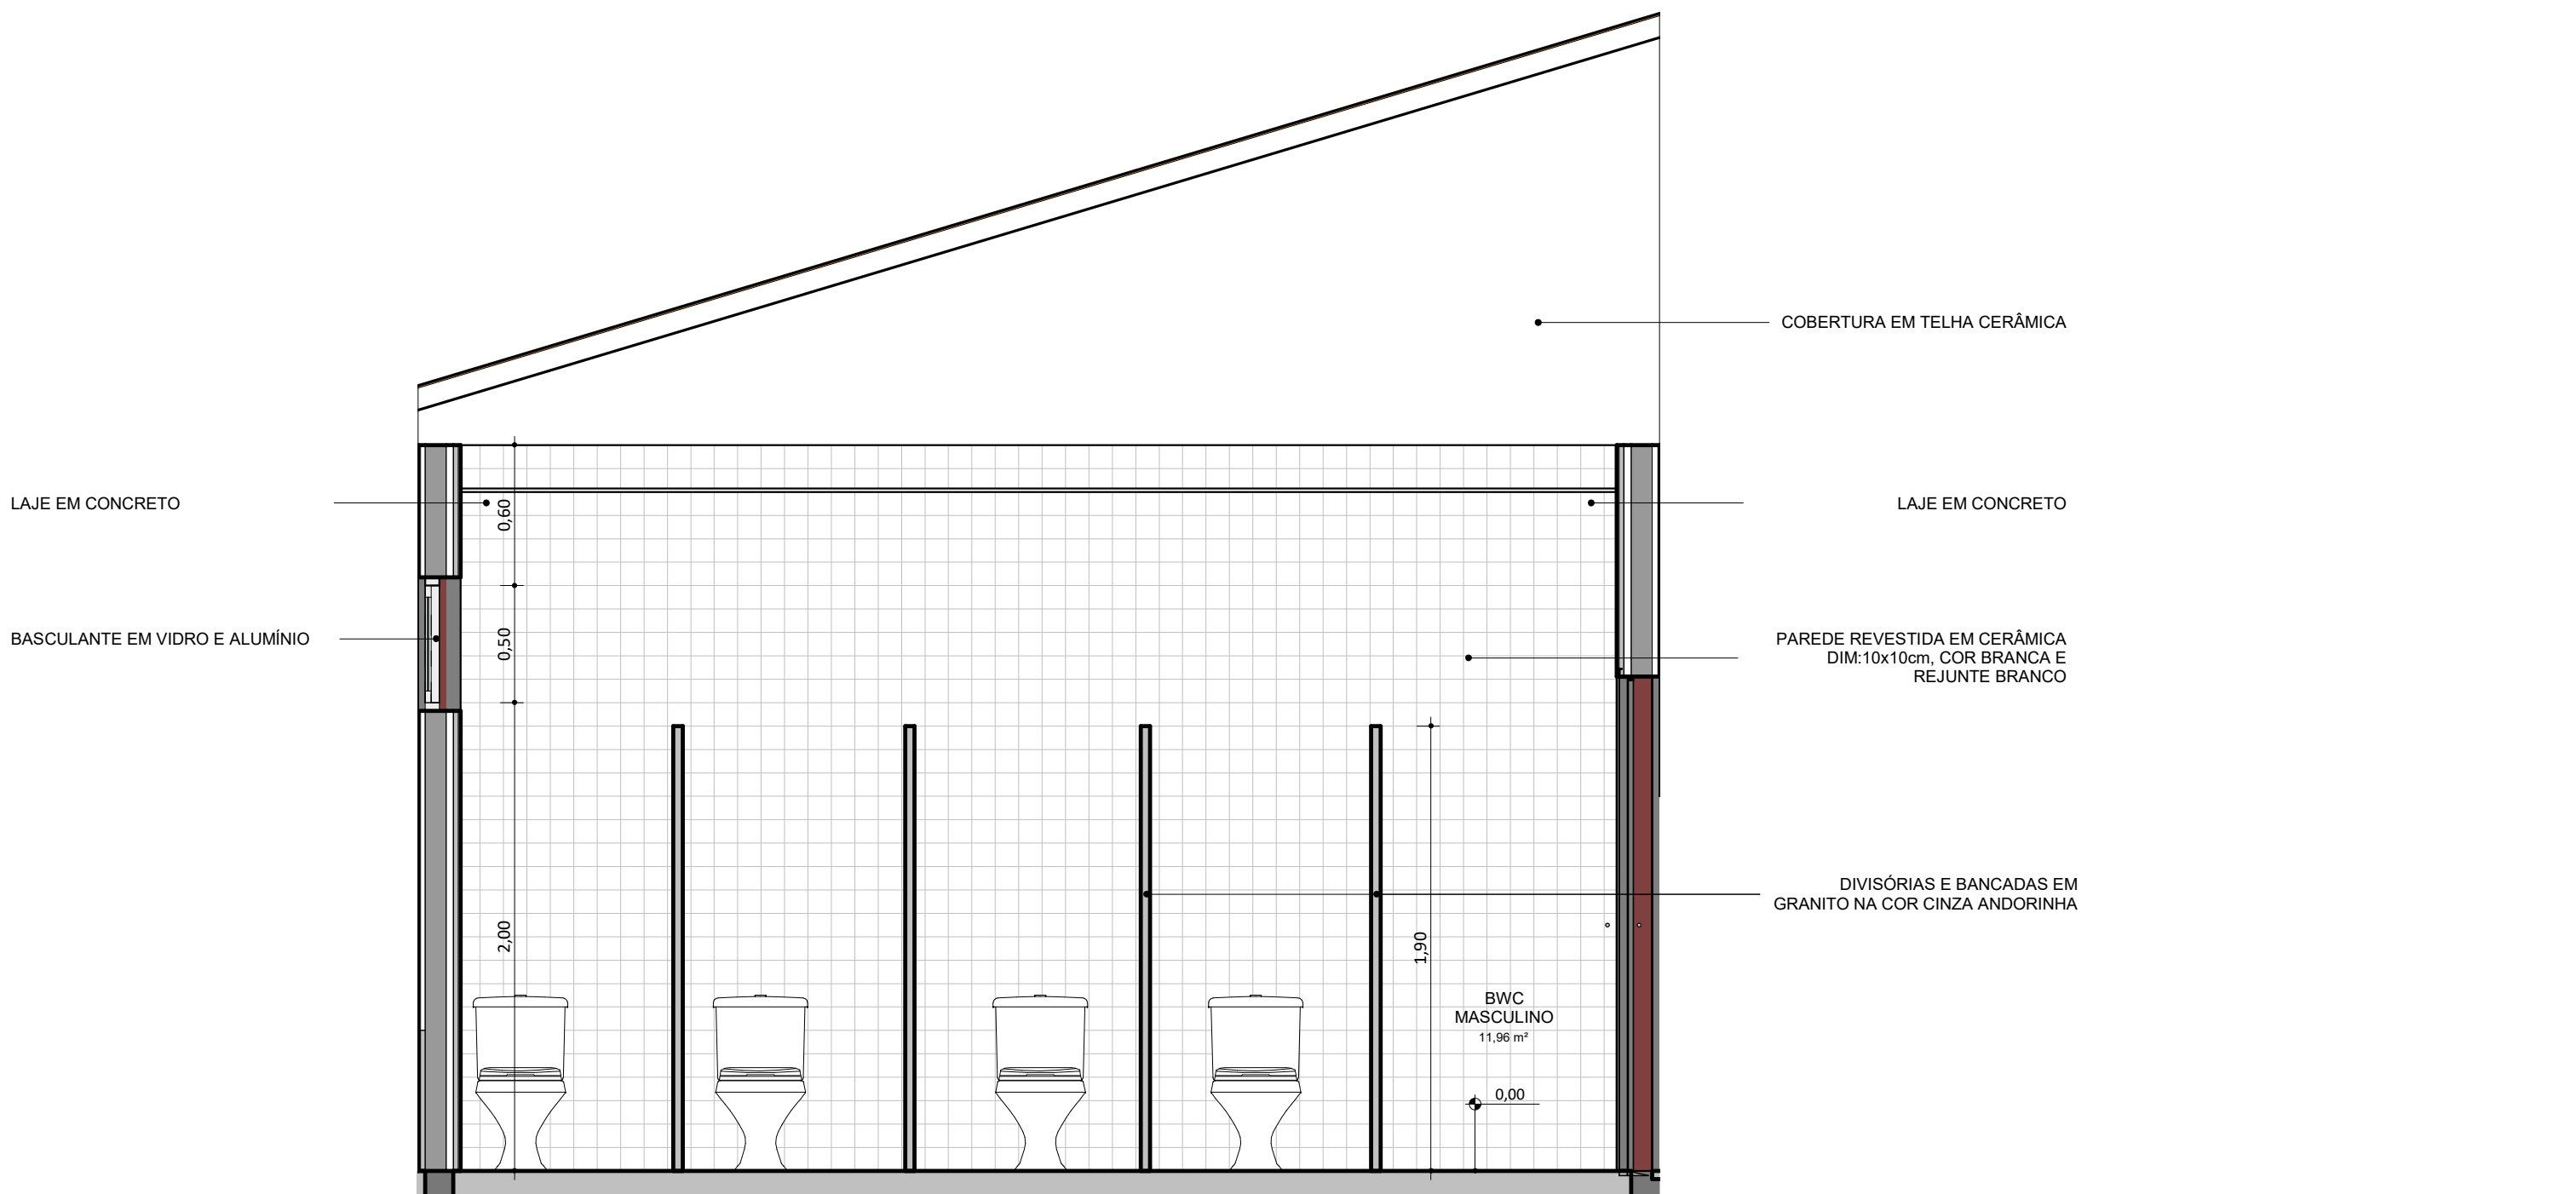 COBERTURA EM TELHA CERÂMICA
LAJE EM CONCRETO
0,60
LAJE EM CONCRETO
BASCULANTE EM VIDRO E ALUMÍNIO
0,50
PAREDE REVESTIDA EM CERÂMICA
DIM:10x10cm, COR BRANCA E
REJUNTE BRANCO
DIVISÓRIAS E BANCADAS EM
GRANITO NA COR CINZA ANDORINHA
2,00
1,90
BWC
MASCULINO
11,96 m²
0,00